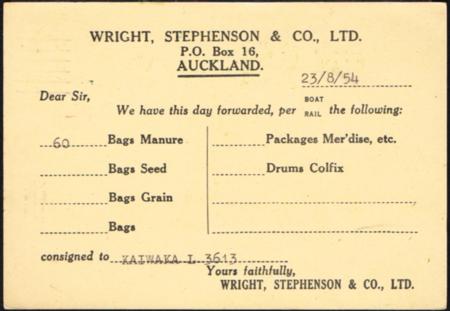 WRIGHT, STEPHENSON & CO., LTD.
P.O. Box 16,
AUCKLAND.
23/8/54
Dear Sir,
We have this day forwarded, per BOAT RAIL the following:
60 Bags Manure Packages Mer'dise, etc.
Bags Seed Drums Colfix
Bags Grain
Bags
consigned to KAIWAKA L 3613
Yours faithfully,
WRIGHT, STEPHENSON & CO., LTD.